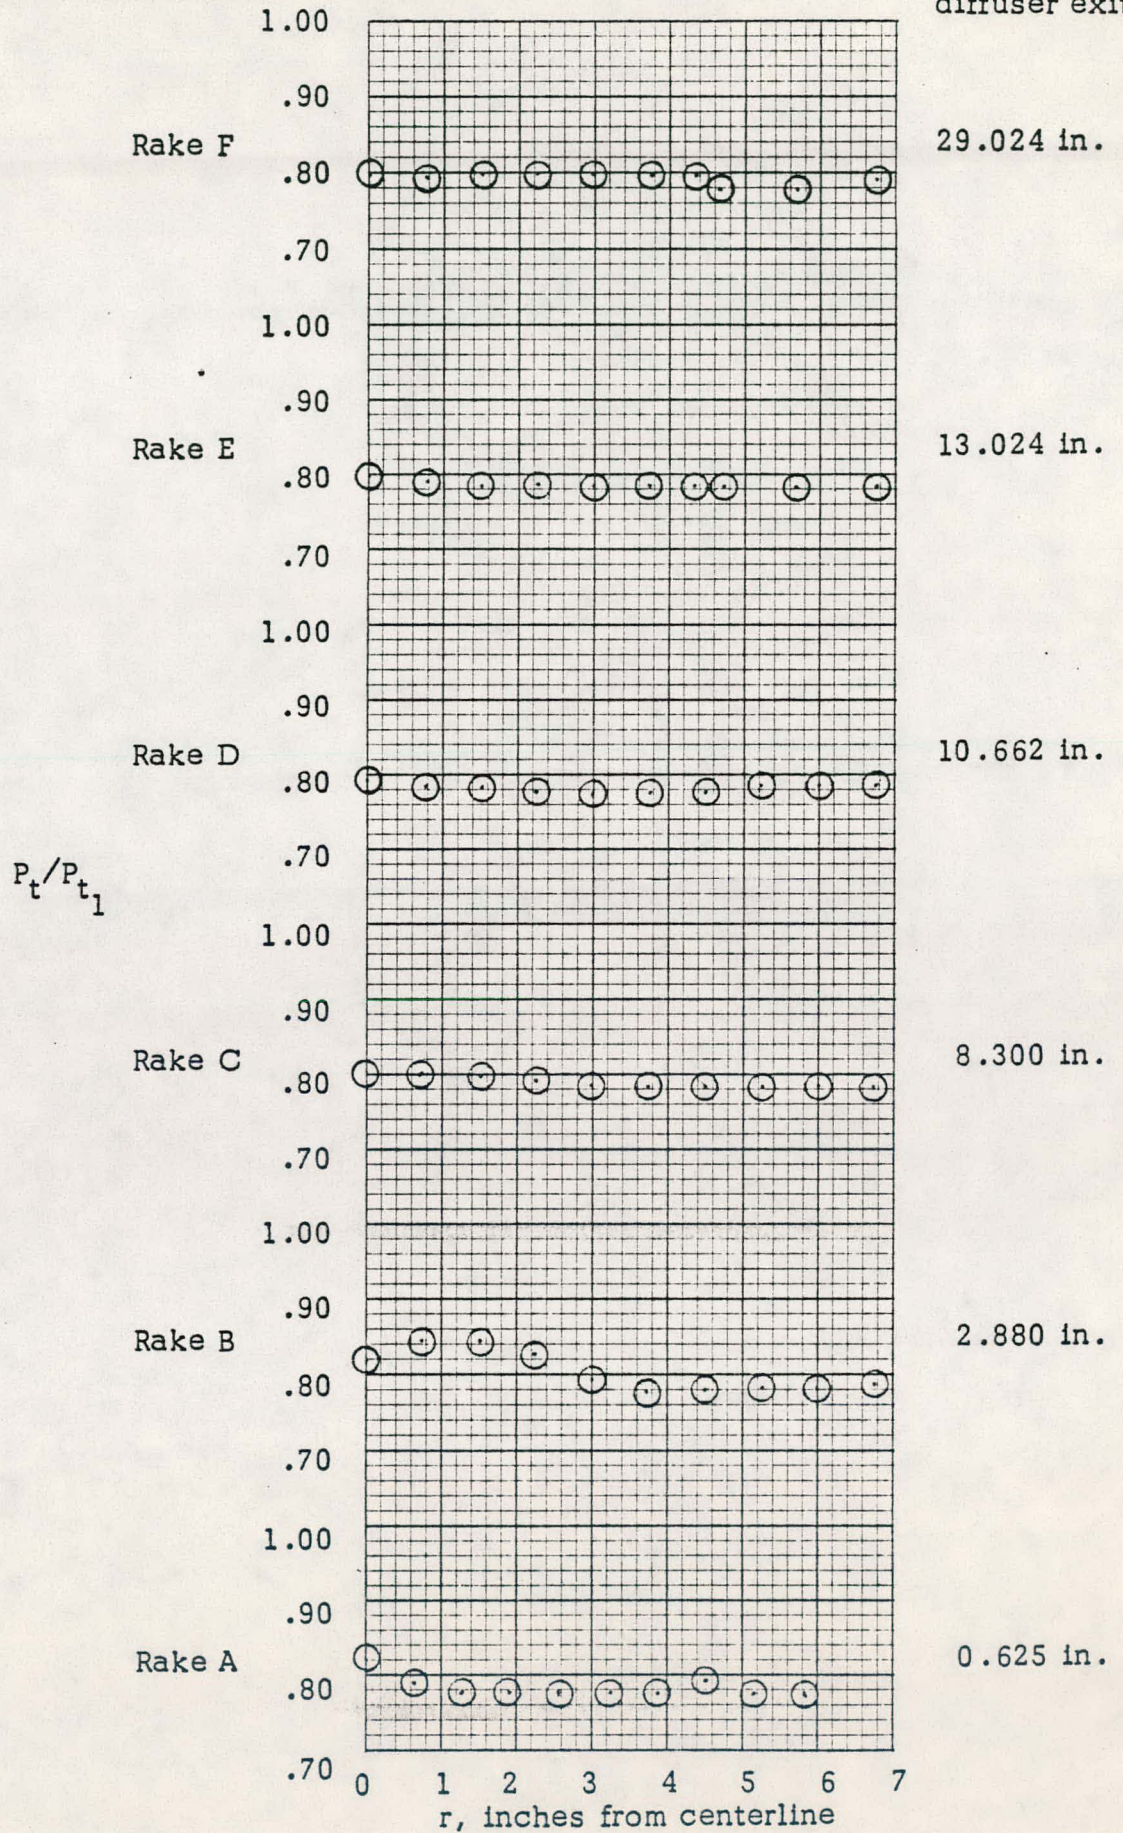 diffuser exit
1.00
.90
Rake F 29.024 in.
.80
.70
1.00
.90
Rake E 13.024 in.
.80
.70
1.00
.90
Rake D 10.662 in.
.80
.70
P_t/P_t_1
1.00
.90
Rake C 8.300 in.
.80
.70
1.00
.90
Rake B 2.880 in.
.80
.70
1.00
.90
Rake A 0.625 in.
.80
.70
0 1 2 3 4 5 6 7
r, inches from centerline